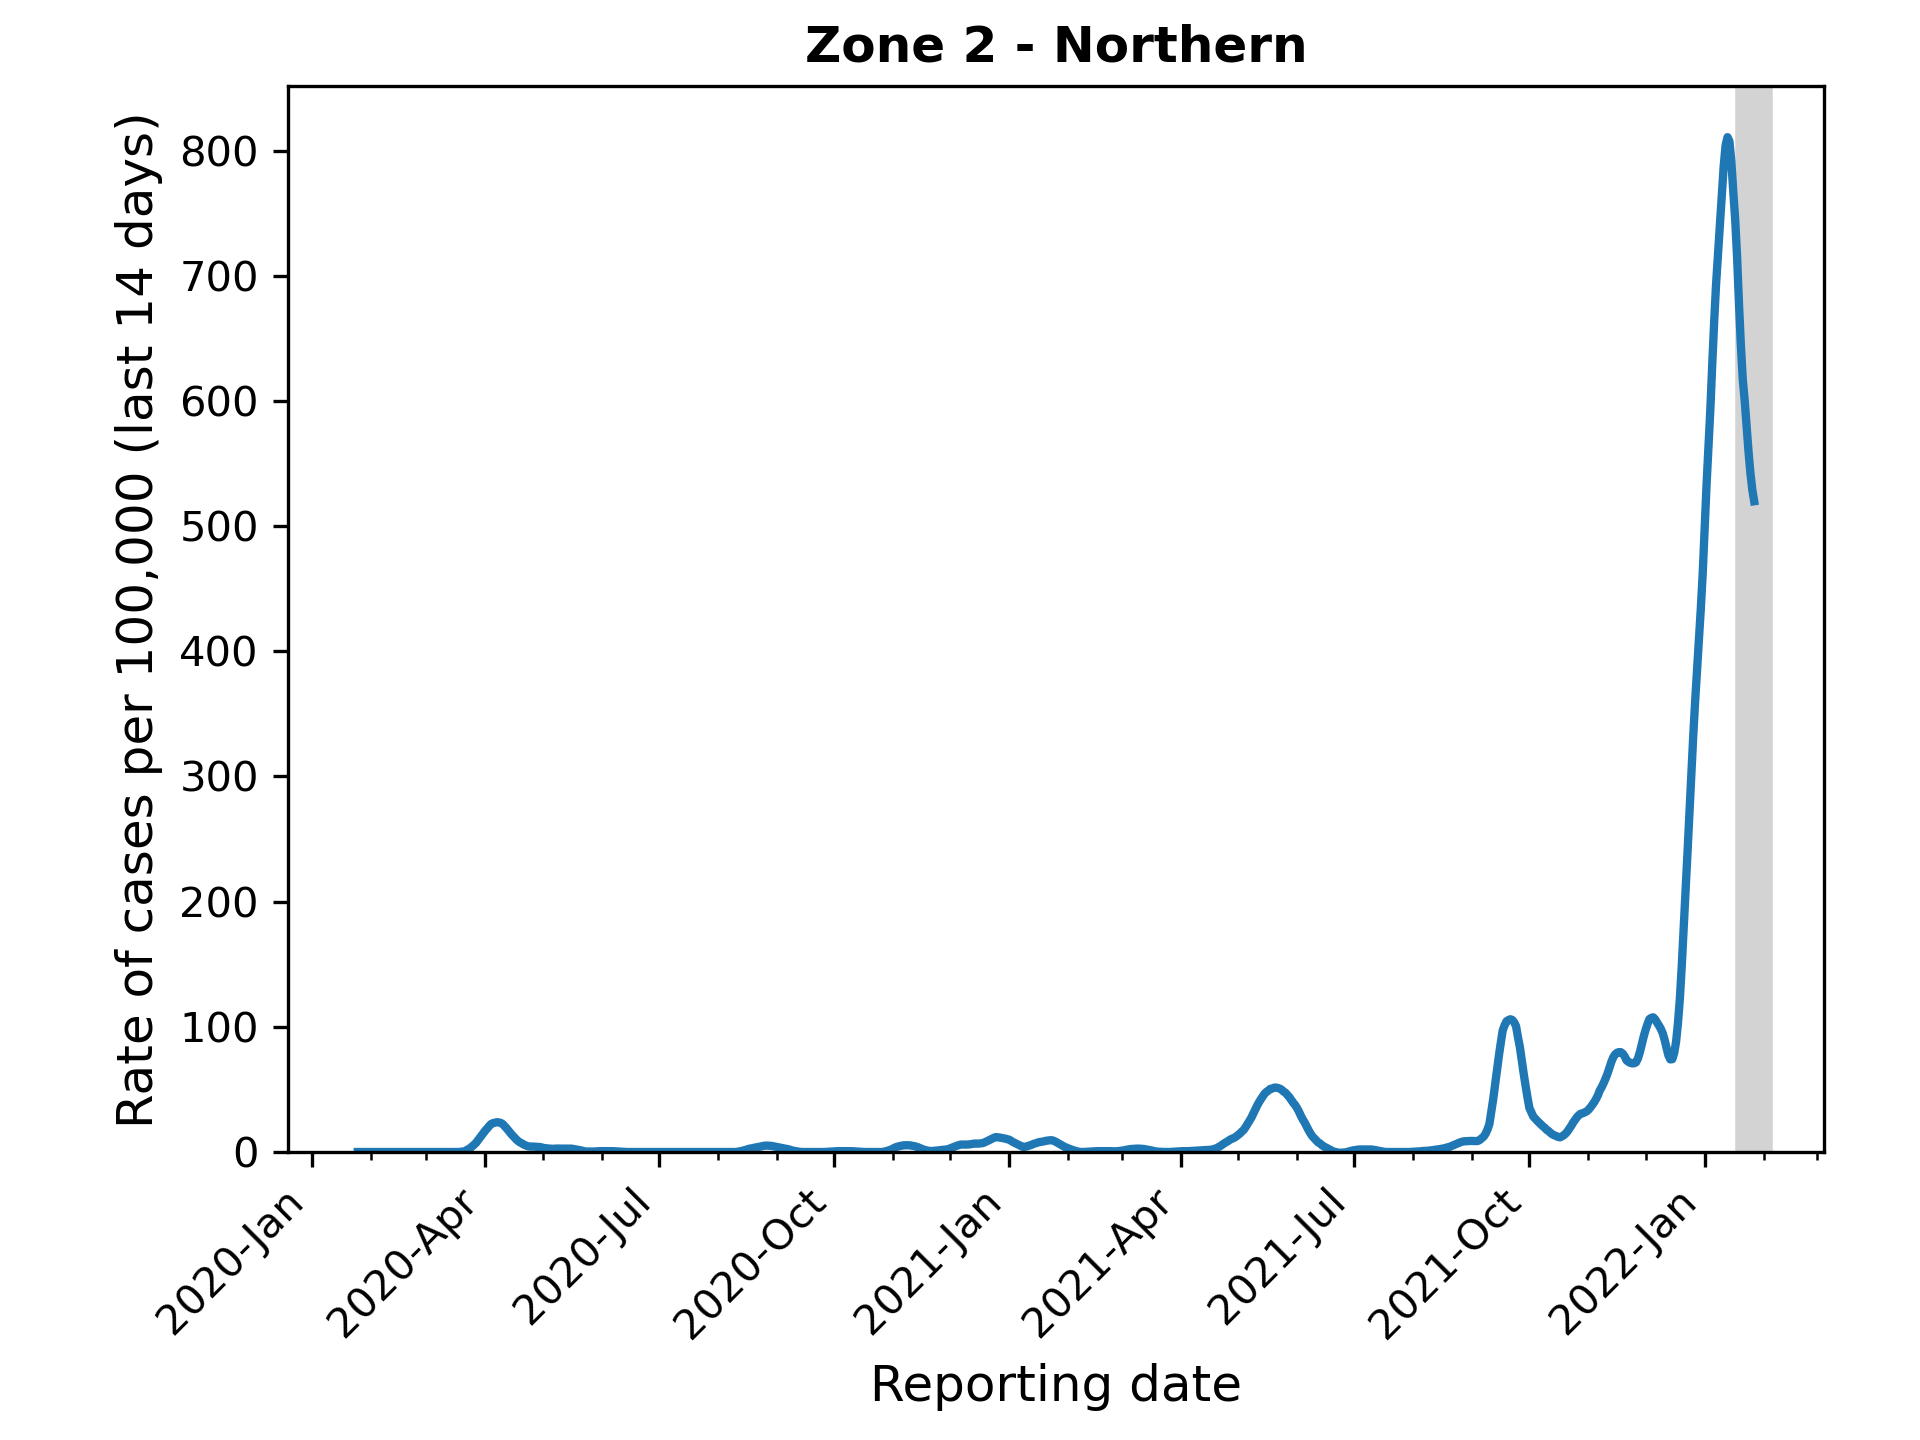 Zone 2 - Northern
Rate of cases per 100,000 (last 14 days)
800
700
600
500
400
300
200
100
0
2020-Jan
2020-Apr
2020-Jul
2020-Oct
2021-Jan
2021-Apr
2021-Jul
2021-Oct
2022-Jan
Reporting date